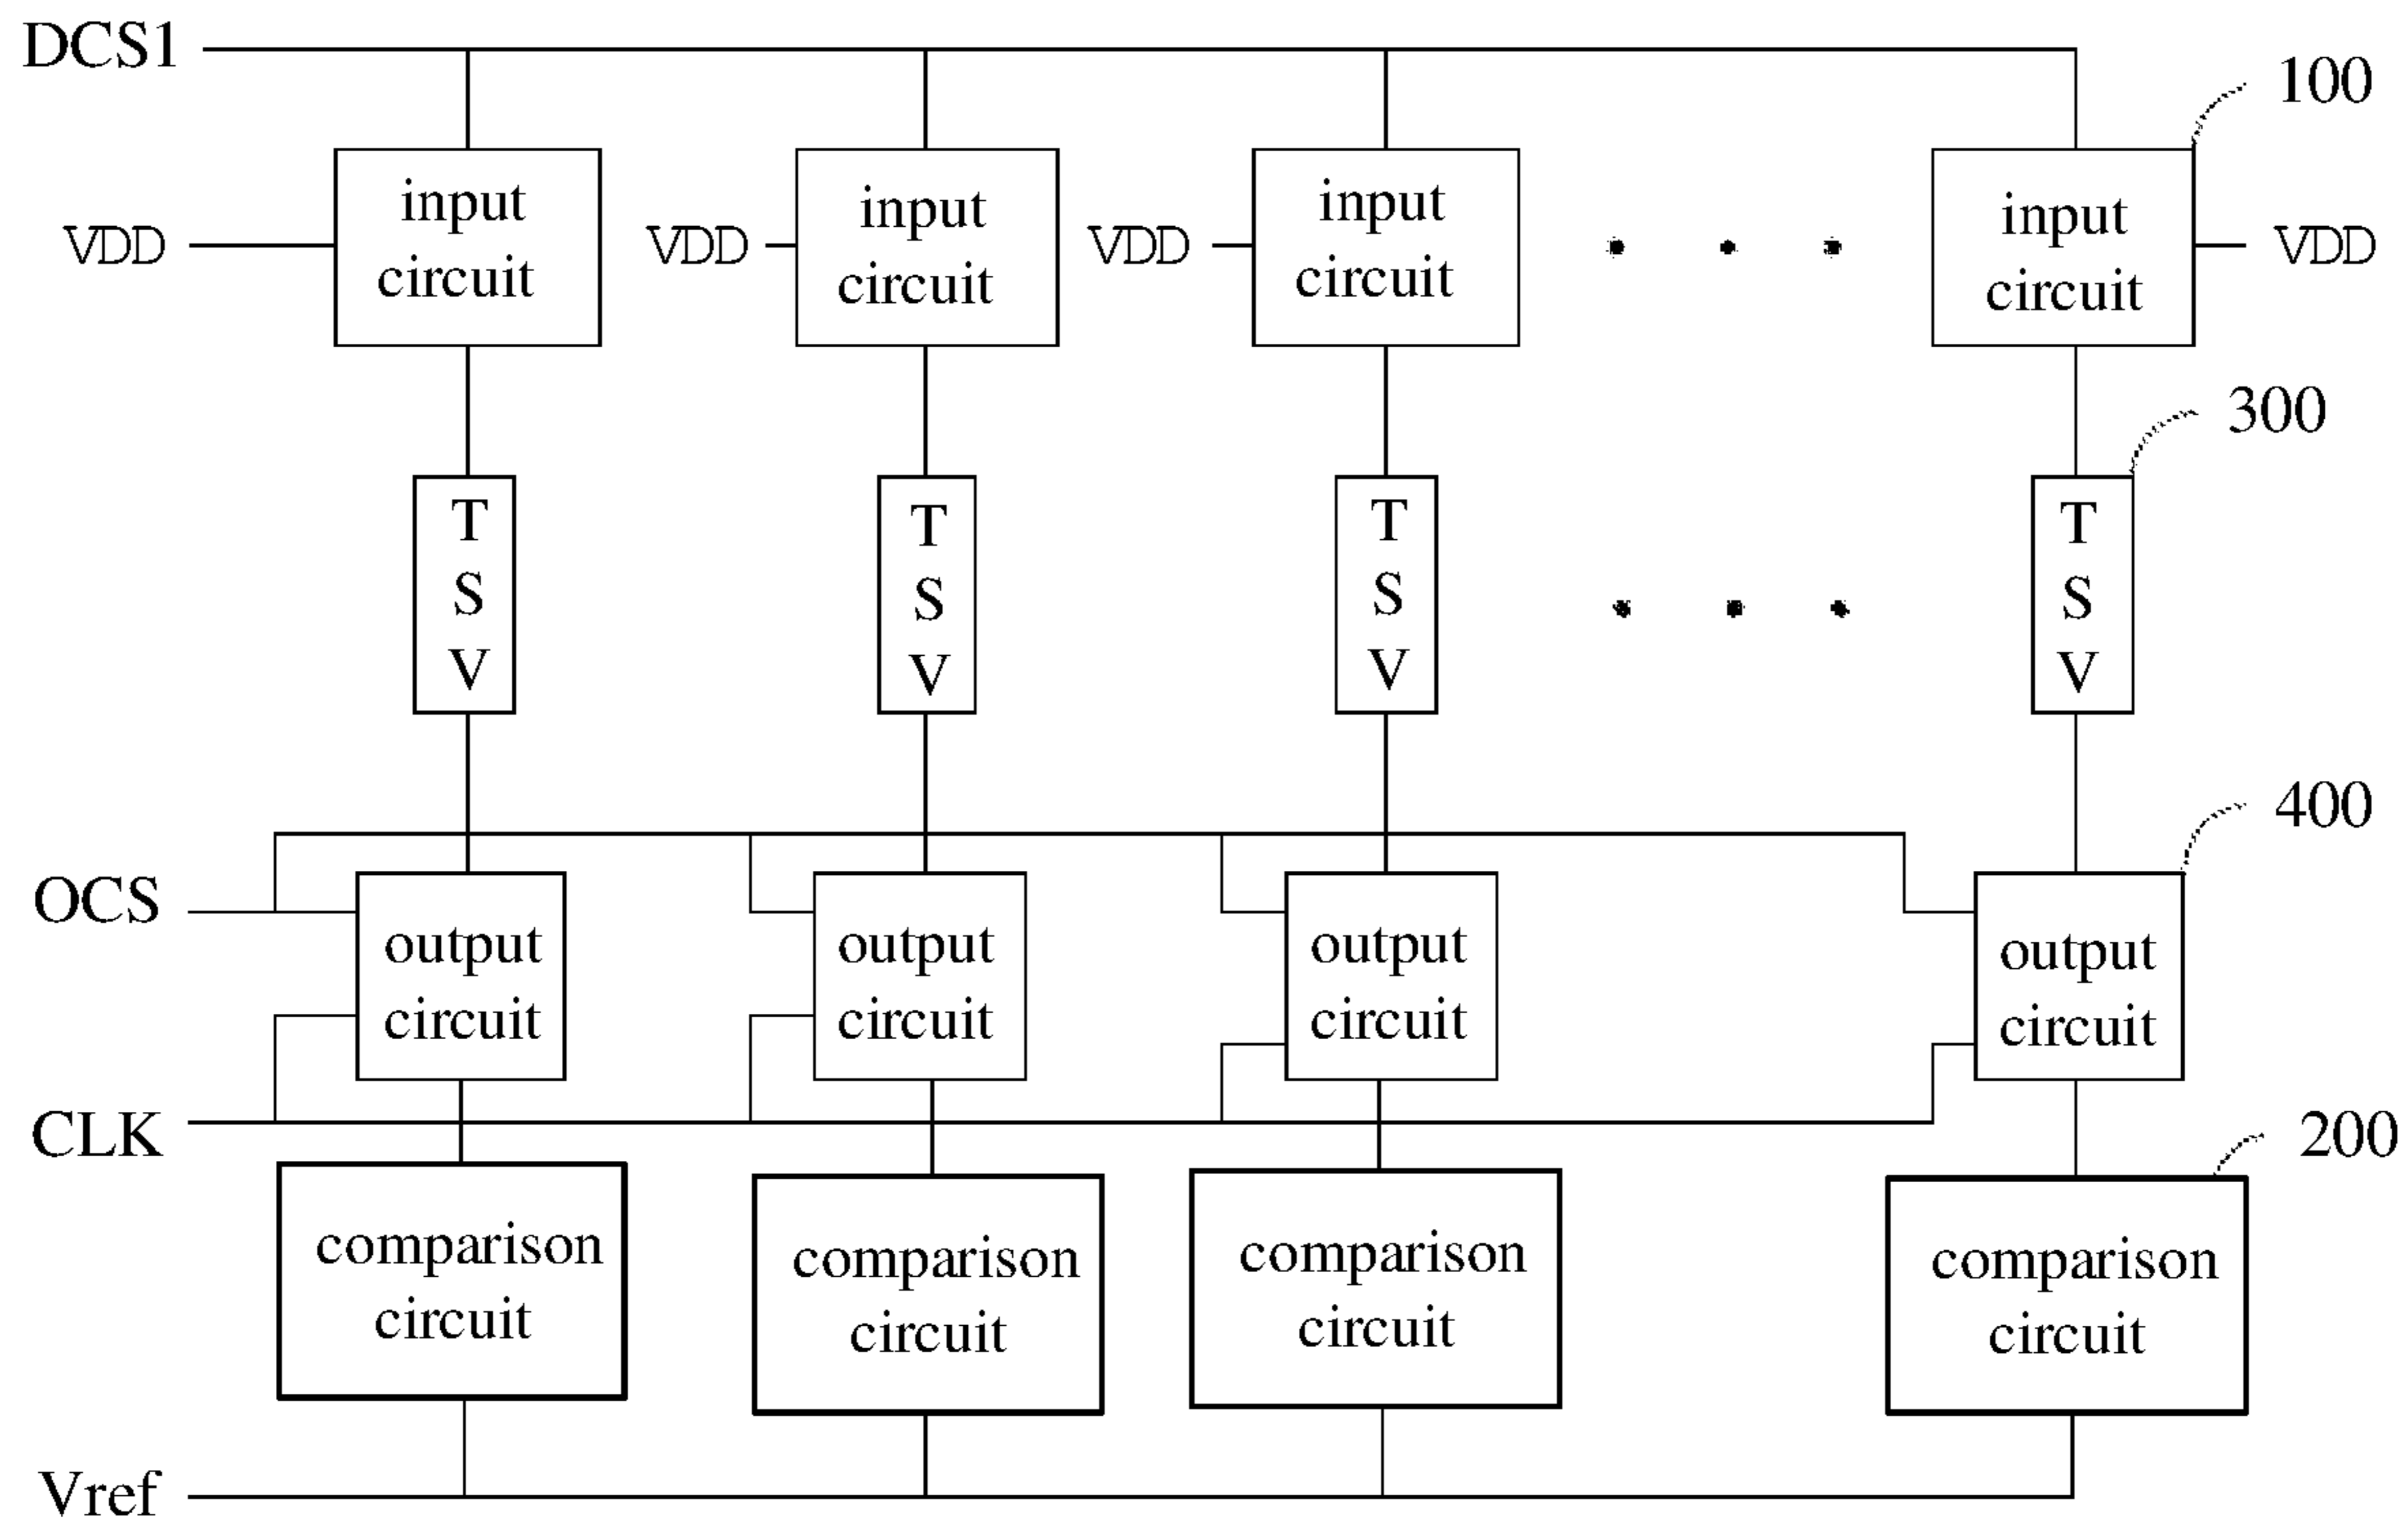 DCS1
100
input
circuit
input
circuit
input
circuit
input
circuit
VDD
VDD
VDD
VDD
300
T
S
V
T
S
V
T
S
V
T
S
V
400
OCS
output
circuit
output
circuit
output
circuit
output
circuit
CLK
200
comparison
circuit
comparison
circuit
comparison
circuit
comparison
circuit
Vref